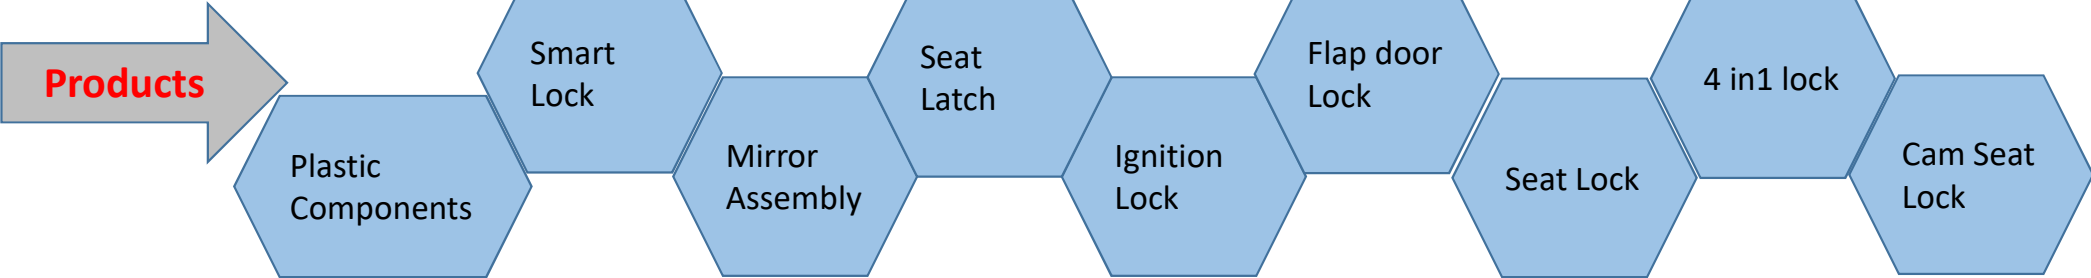 Products
Plastic
Components
Smart
Lock
Mirror
Assembly
Seat
Latch
Ignition
Lock
Flap door
Lock
Seat Lock
4 in1 lock
Cam Seat
Lock